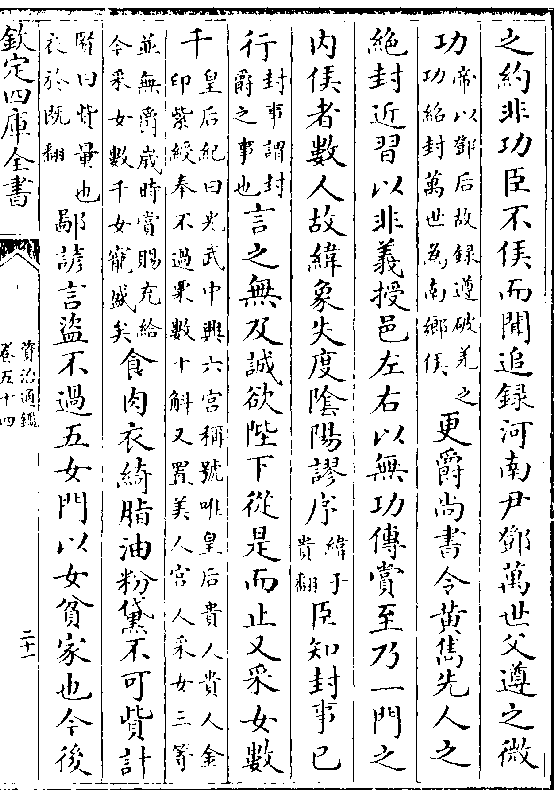 之約非功臣不侯而聞追録河南尹鄧萬世父遵之微
功帝以鄧后故録遵破羌之功紹封萬世為南鄉侯更爵尚書令黄雋先人之
絶封近習以非義授邑左右以無功傳賞至乃一門之
内侯者數人故緯象失度隂陽謬序緯于貴翻臣知封事已
行封事謂封爵之事也言之無及誠欲陛下從是而止又采女數
千皇后紀曰光武中興六宫稱號唯皇后貴人貴人金印紫綬奉不過粟數十斛又置美人宫人采女三等
並無爵歳時賞賜充給令采女數千女寵盛矣食肉衣綺脂油粉黛不可貲計
貲曰貲量也衣於既翻鄙諺言盜不過五女門以女貧家也今後
欽定四庫全書
資治通鑑
卷五十四
二十一